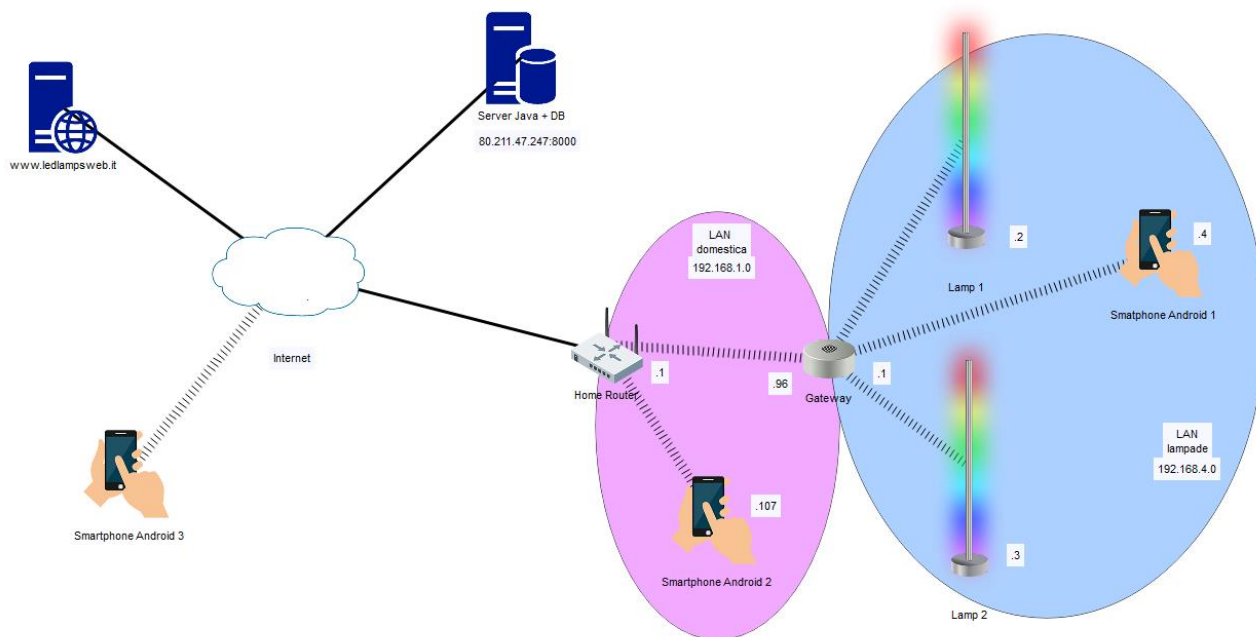 www.ledlampsweb.it
Server Java + DB
80.211.47.247:8000
Internet
Smartphone Android 3
Home Router
.1
LAN
domestica
192.168.1.0
.96
.107
Smartphone Android 2
Gateway
.1
.2
Lamp 1
.4
Smatphone Android 1
.3
Lamp 2
LAN
lampade
192.168.4.0